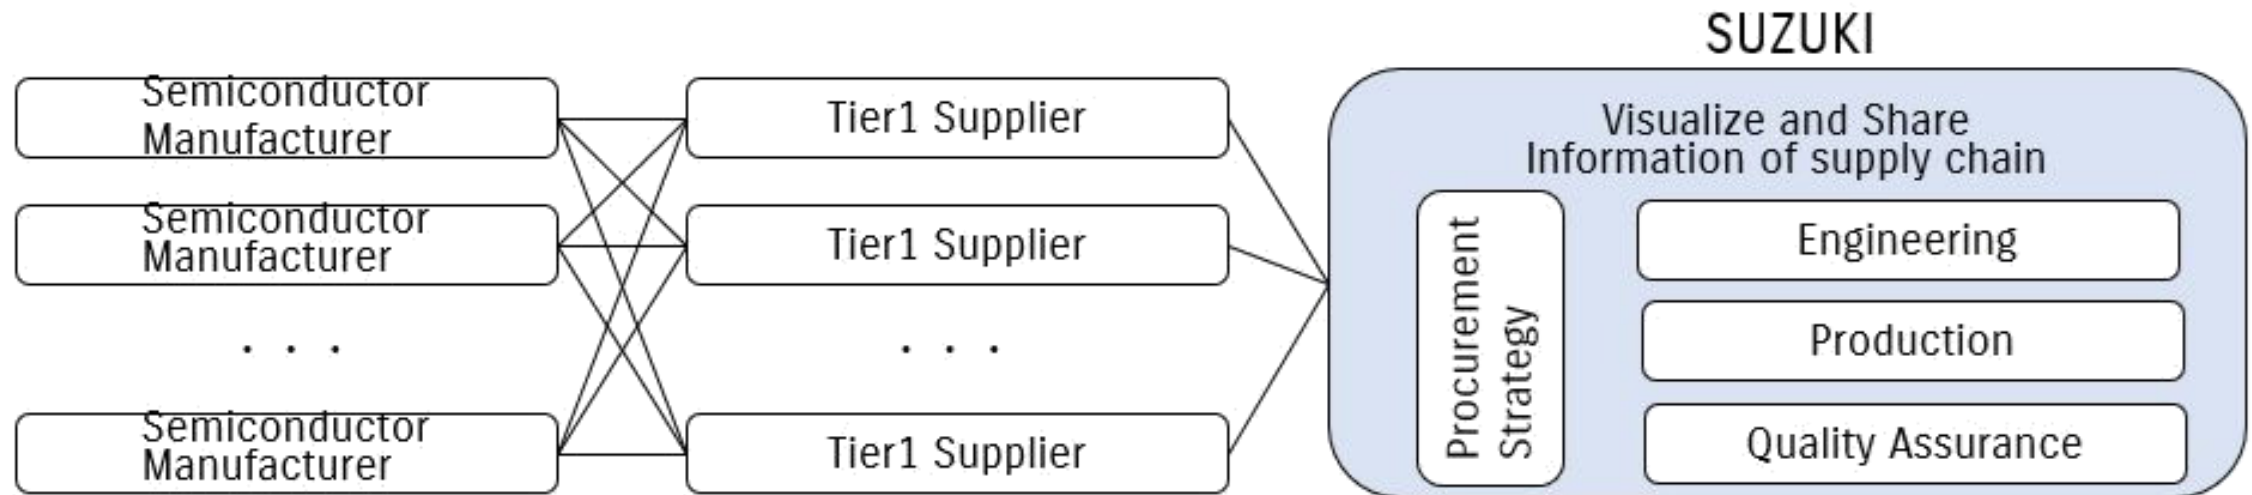 SUZUKI
Semiconductor
Manufacturer
Tier1 Supplier
Visualize and Share
Information of supply chain
Semiconductor
Manufacturer
Tier1 Supplier
Procurement
Strategy
Engineering
Production
. . .
. . .
Semiconductor
Manufacturer
Tier1 Supplier
Quality Assurance